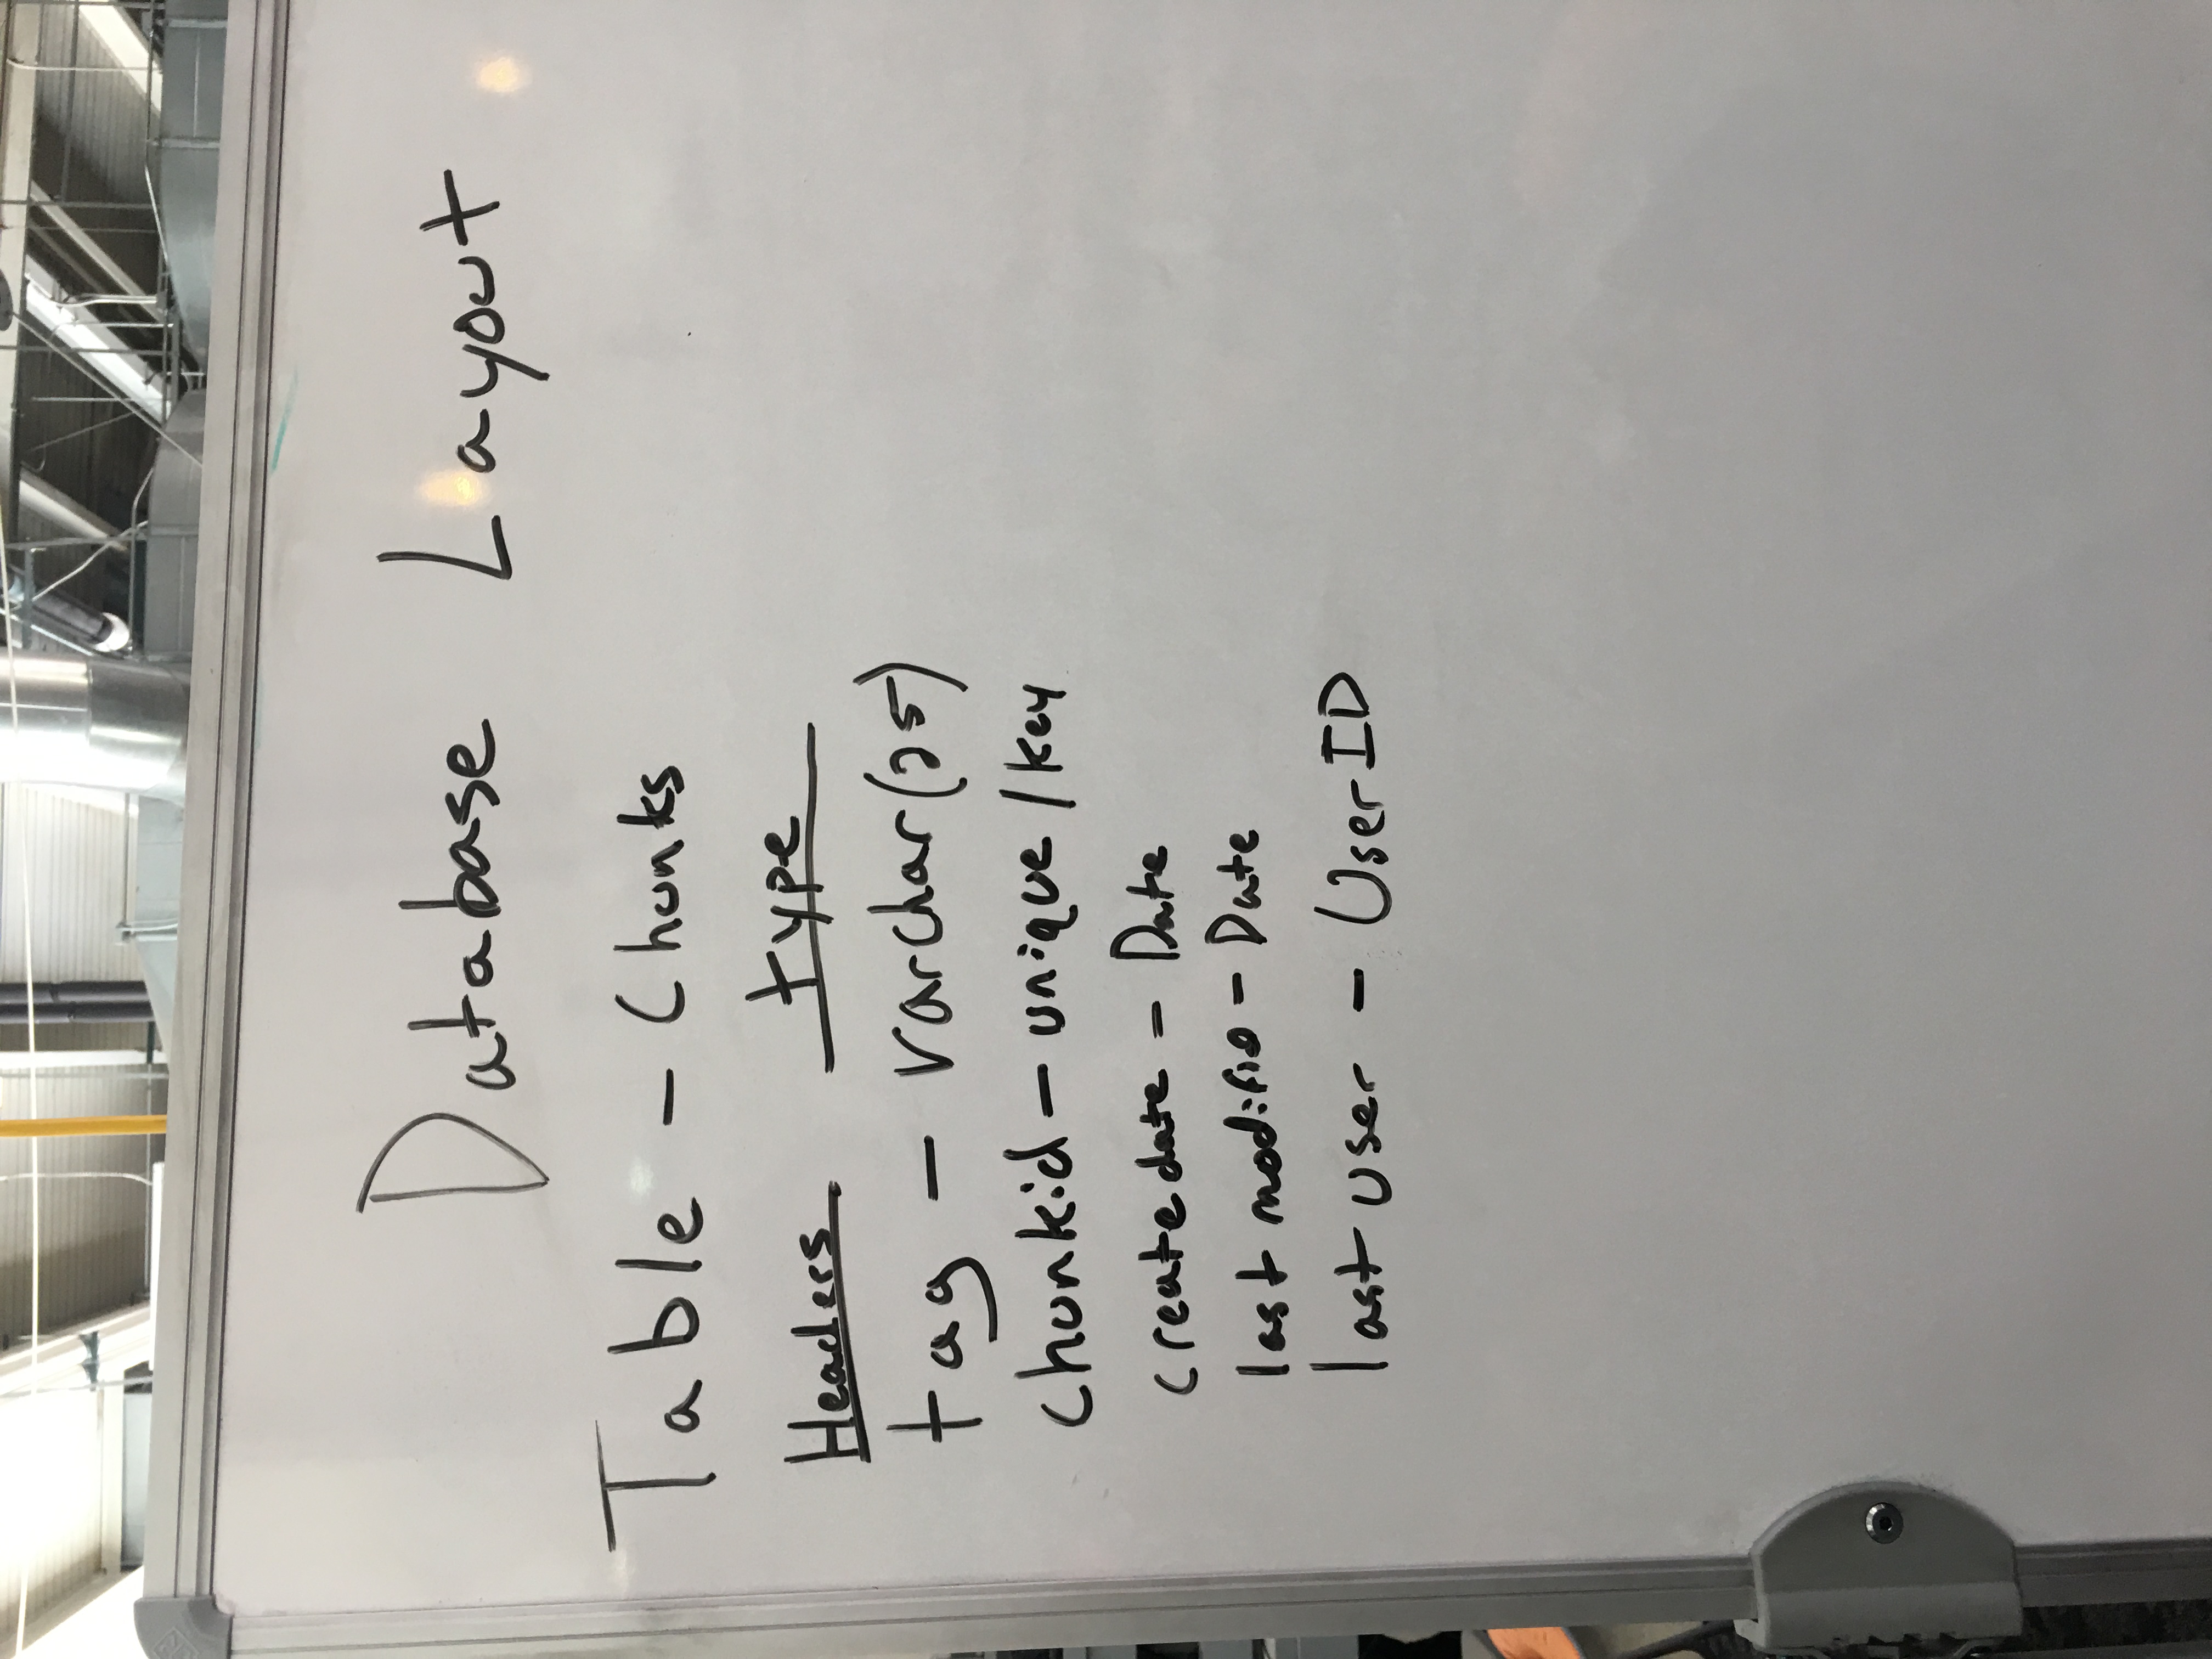 Database Layout
Table - Chunks
Headers type
tag - varchar(25)
chunkid - unique / key
createdate - Date
last modifid - Date
last user - UserID